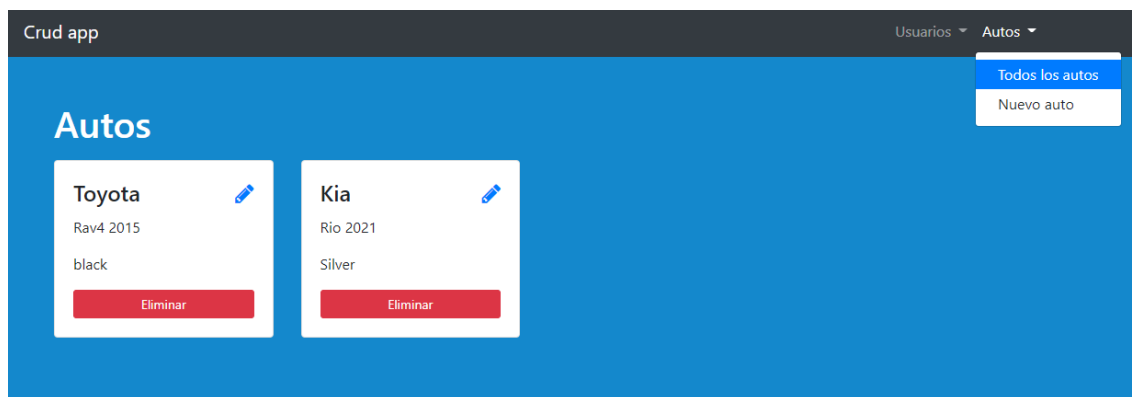 Crud app
Usuarios Autos
Todos los autos
Nuevo auto
Autos
Toyota
Rav4 2015
black
Eliminar
Kia
Rio 2021
Silver
Eliminar